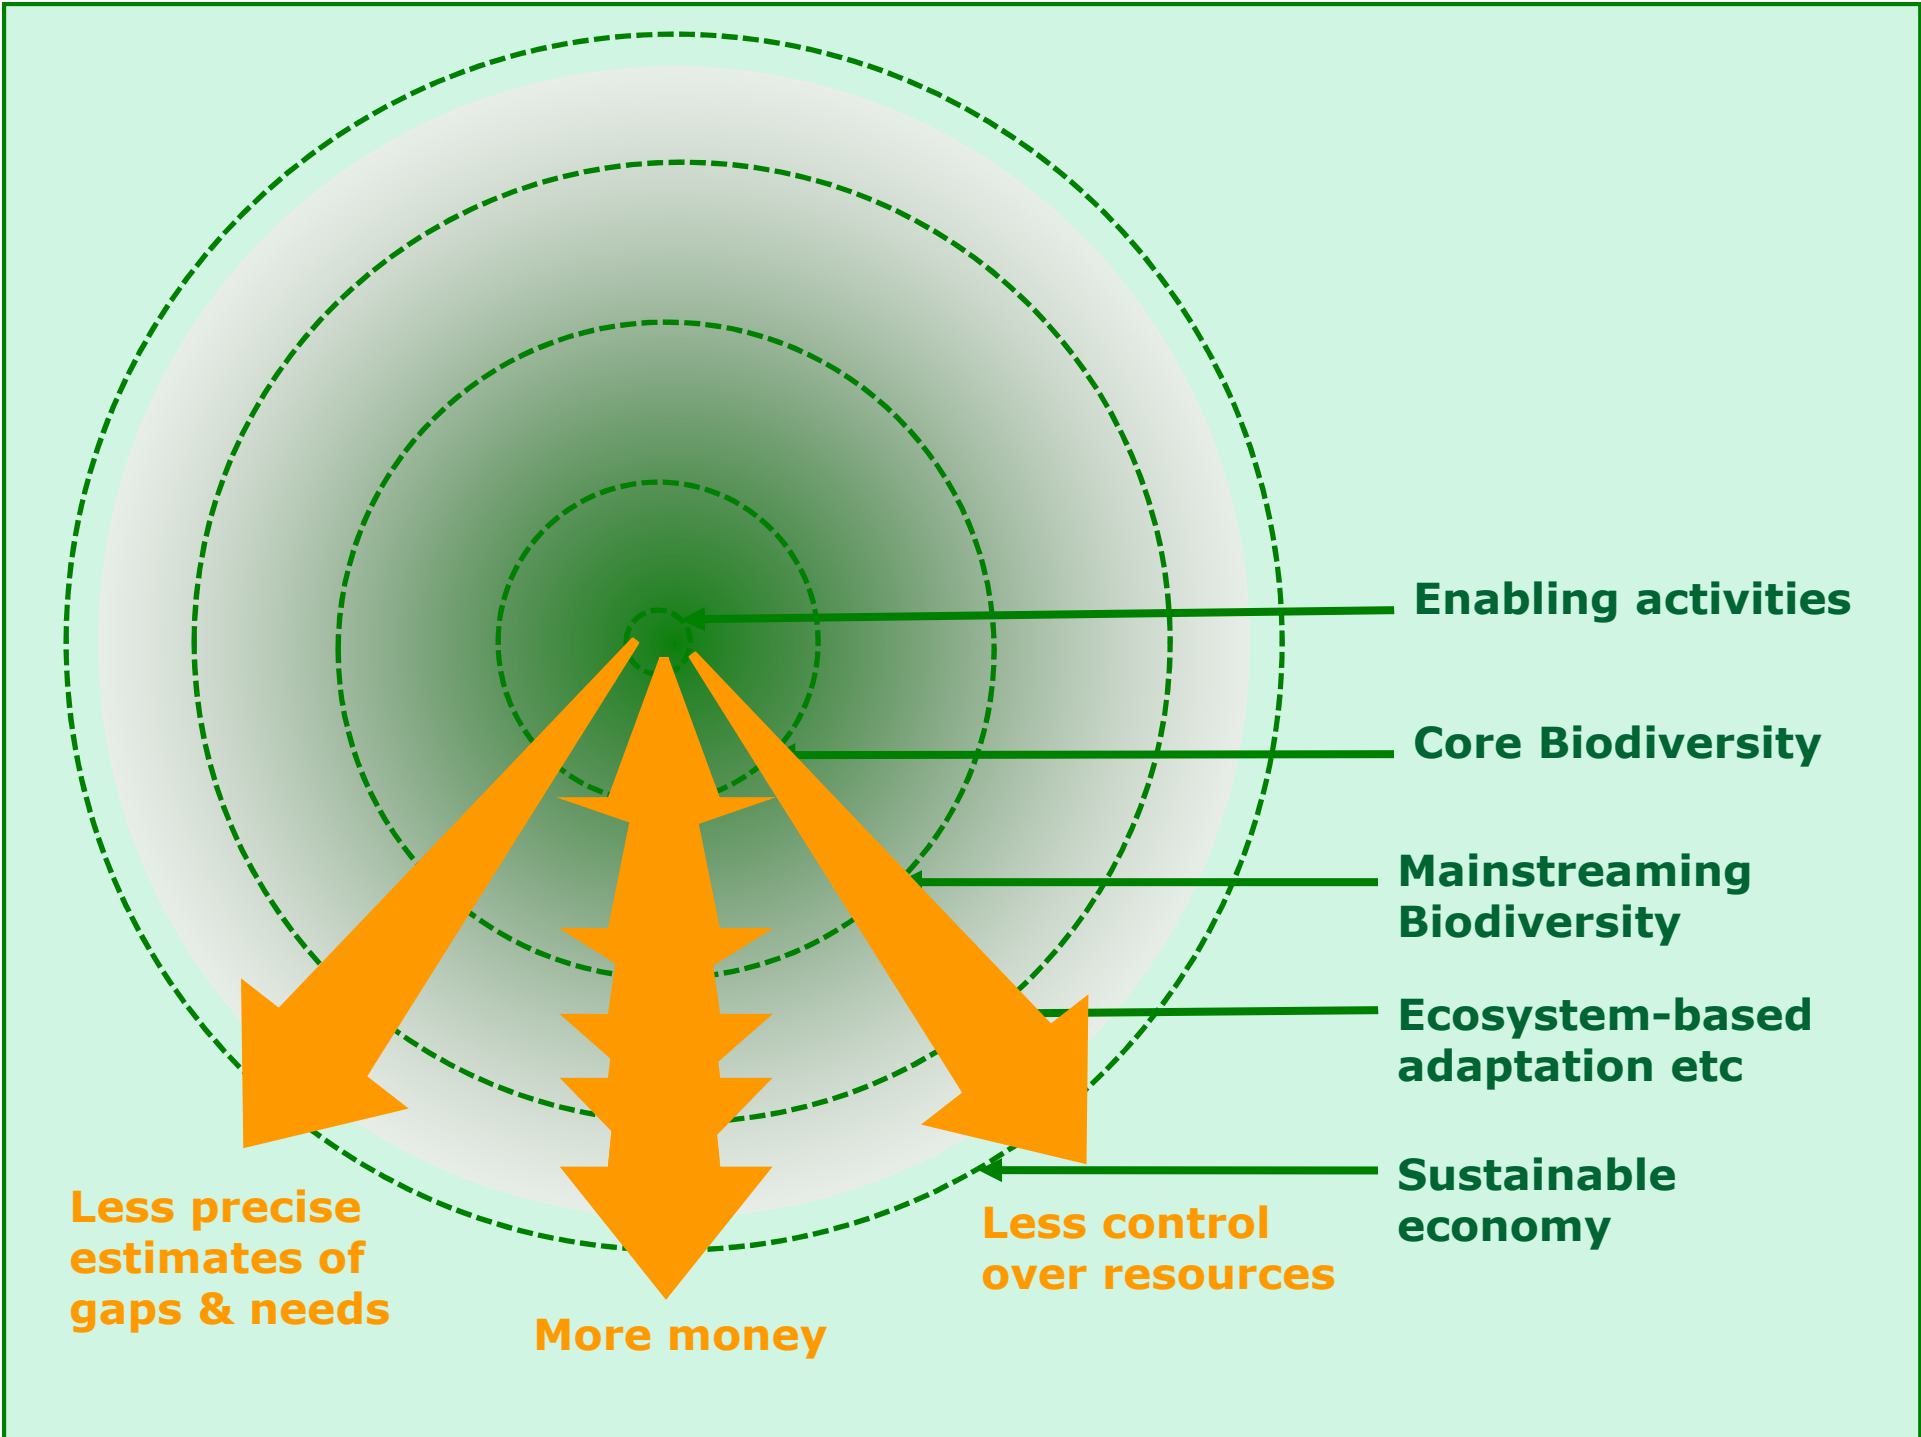 Enabling activities
Core Biodiversity
Mainstreaming
Biodiversity
Ecosystem-based
adaptation etc
Sustainable
economy
Less precise
estimates of
gaps & needs
More money
Less control
over resources